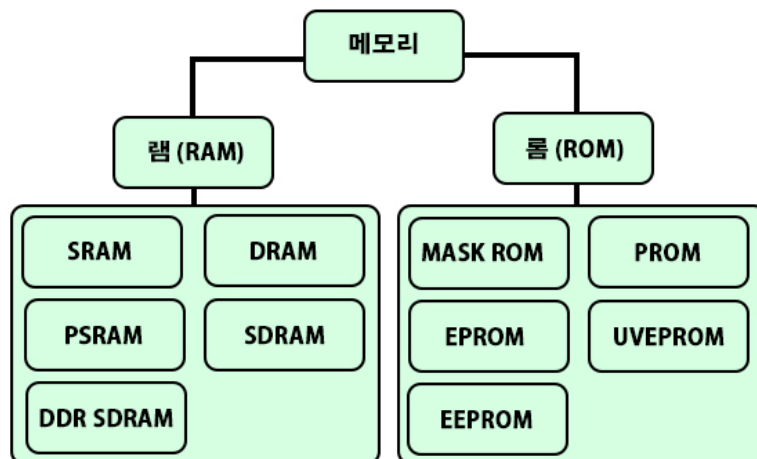 메모리
램 (RAM)
롬 (ROM)
SRAM
DRAM
PSRAM
SDRAM
DDR SDRAM
MASK ROM
PROM
EPROM
UVEPROM
EEPROM